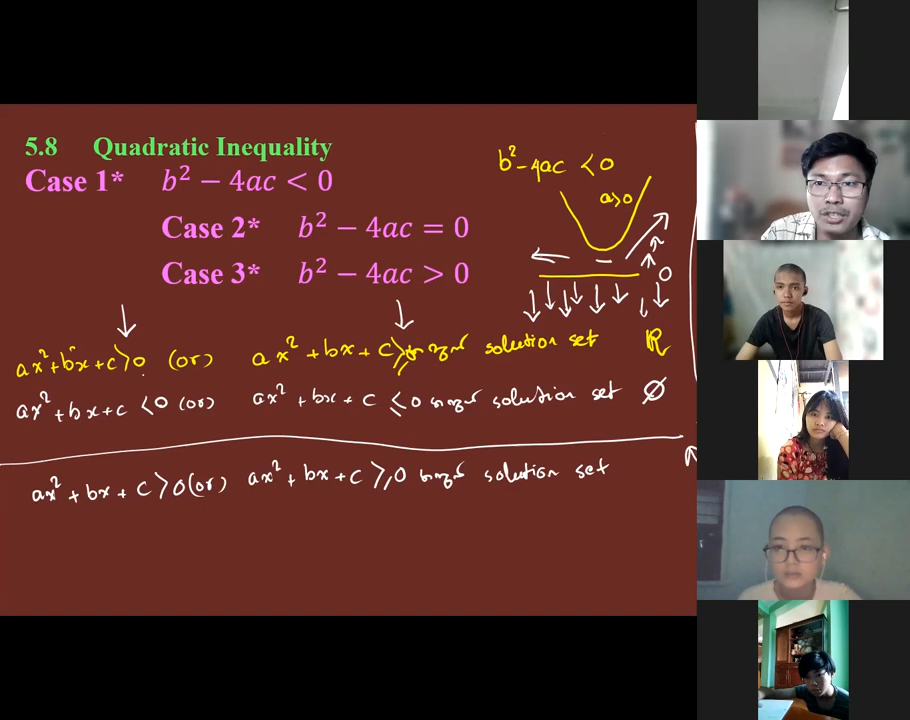 5.8 Quadratic Inequality
Case 1* b² − 4ac < 0
Case 2* b² − 4ac = 0
Case 3* b² − 4ac > 0
b²-4ac < 0
a>0
0
ax²+bx+c>0 (or) ax²+bx+c≥ solution set ℝ
ax²+bx+c <0 (or) ax²+bx+c ≤0 solution set ∅
ax²+bx+c>0(or) ax²+bx+c≥0 solution set